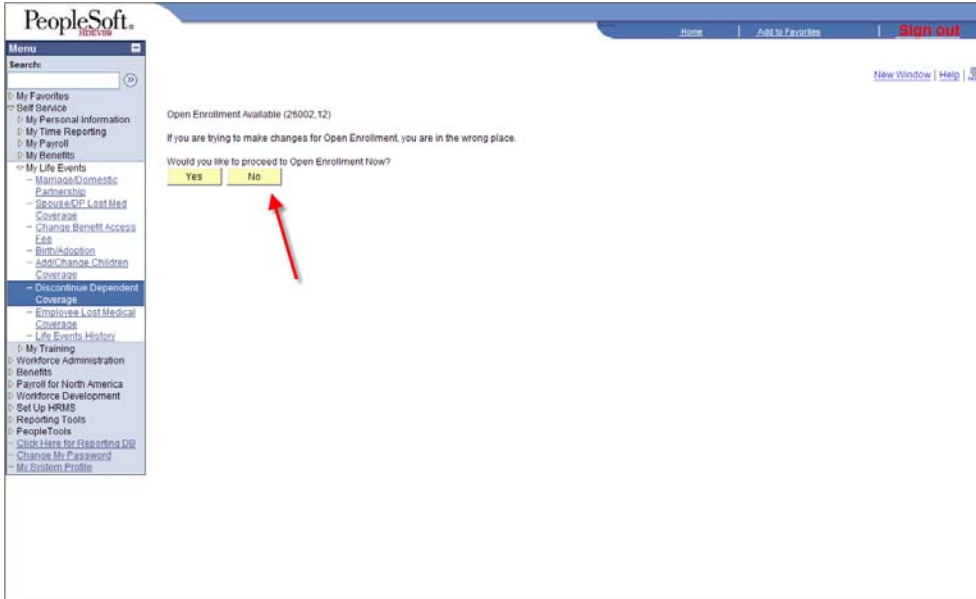 PeopleSoft.
HDEV89
Home | Add to Favorites | Sign out
Menu
Search:
New Window | Help |
My Favorites
Self Service
My Personal Information
My Time Reporting
My Payroll
My Benefits
My Life Events
Marriage/Domestic
Partnership
Spouse/DP Lost Med
Coverage
Change Benefit Access
Fee
Birth/Adoption
Add/Change Children
Coverage
Discontinue Dependent
Coverage
Employee Lost Medical
Coverage
Life Events History
My Training
Workforce Administration
Benefits
Payroll for North America
Workforce Development
Set Up HRMS
Reporting Tools
PeopleTools
Click Here for Reporting DB
Change My Password
My System Profile
Open Enrollment Available (26002,12)
If you are trying to make changes for Open Enrollment, you are in the wrong place.
Would you like to proceed to Open Enrollment Now?
Yes No